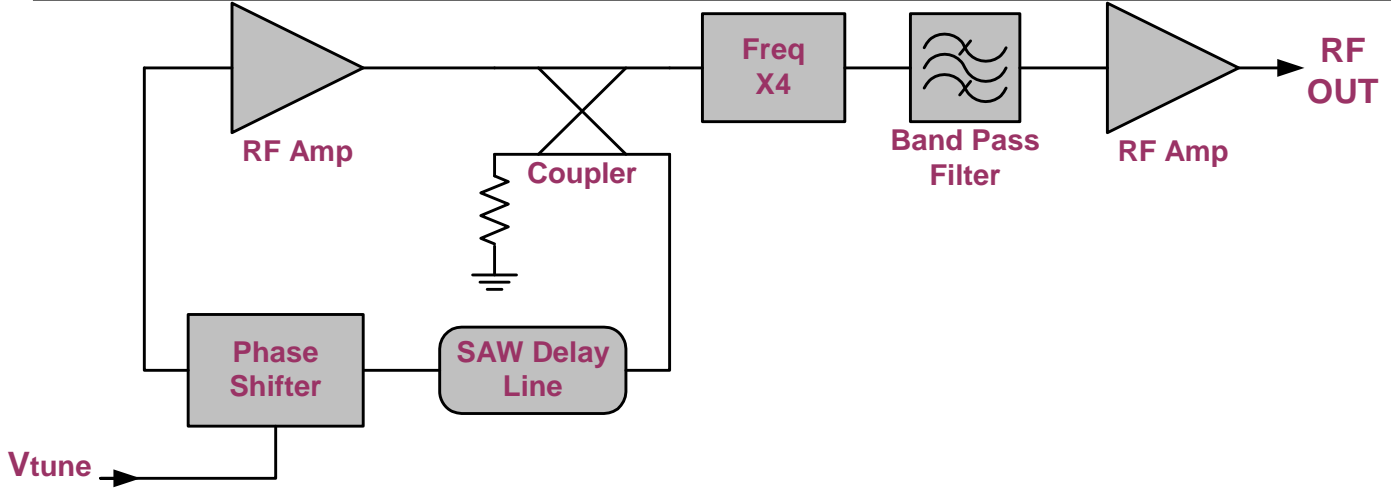 Freq
X4
RF
OUT
RF Amp
Coupler
Band Pass
Filter
RF Amp
Phase
Shifter
SAW Delay
Line
Vtune